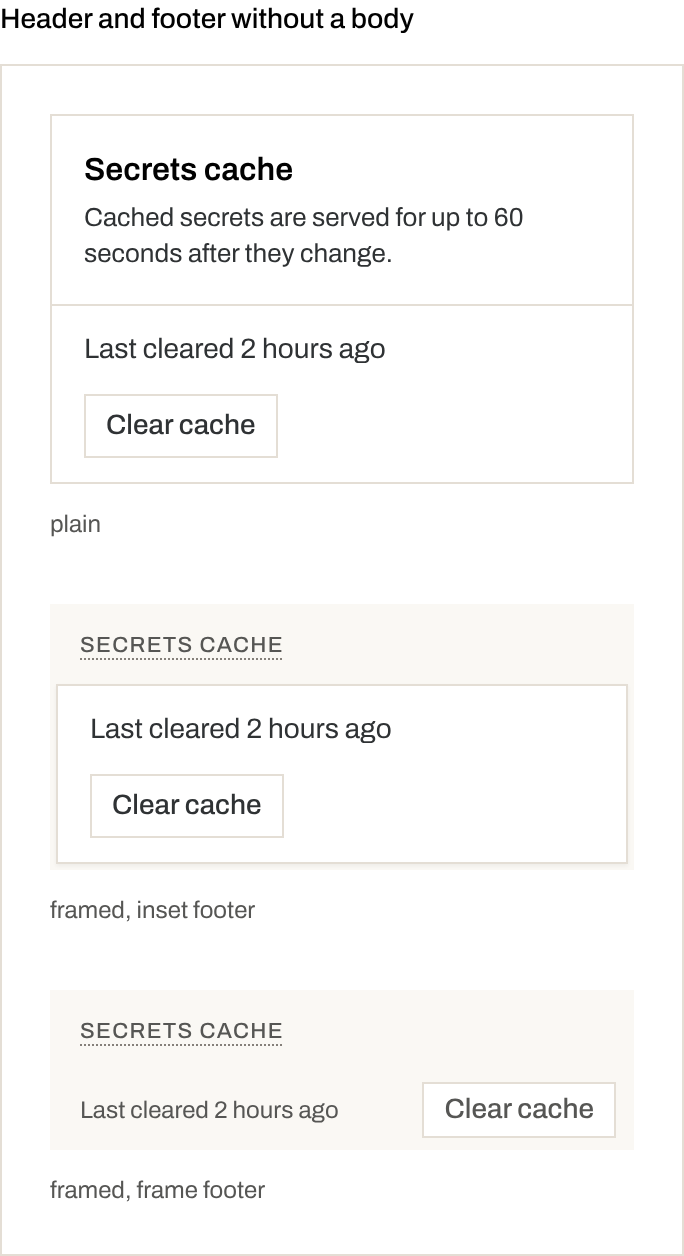 Header and footer without a body
Secrets cache
Cached secrets are served for up to 60
seconds after they change.
Last cleared 2 hours ago
Clear cache
plain
SECRETS CACHE
Last cleared 2 hours ago
Clear cache
framed, inset footer
SECRETS CACHE
Last cleared 2 hours ago
Clear cache
framed, frame footer